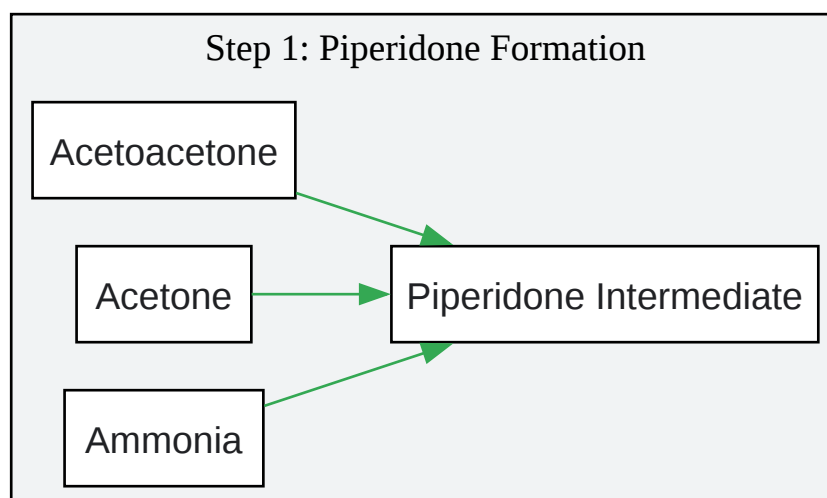 Step 1: Piperidone Formation
Acetoacetone
Acetone
Piperidone Intermediate
Ammonia